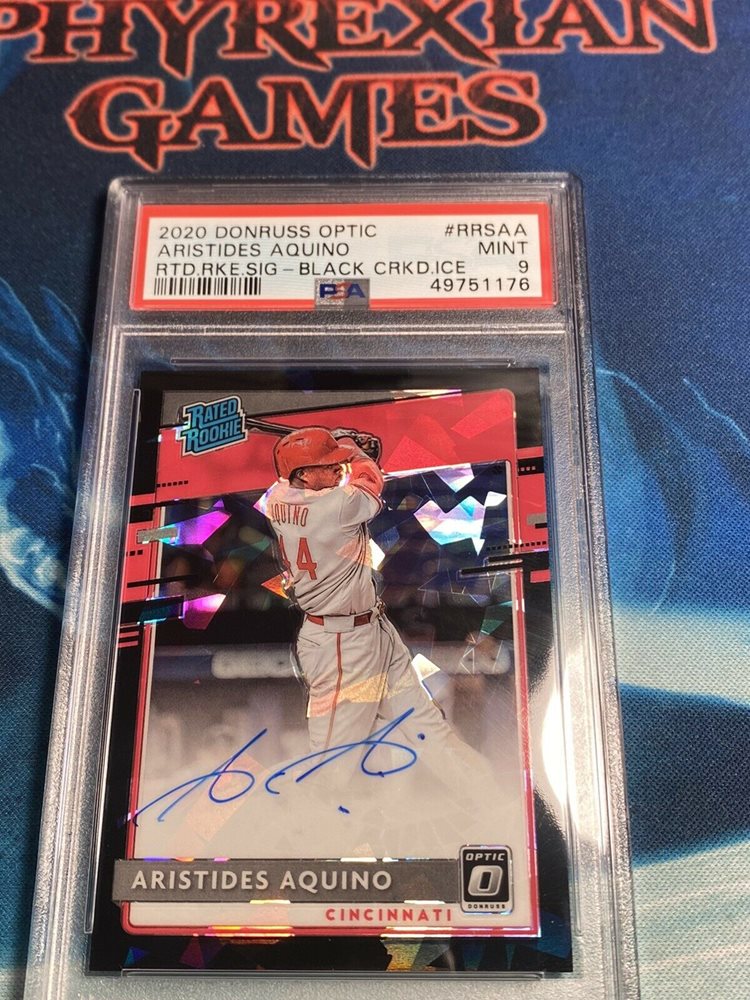 PHYREXIAN
GAMES
2020 DONRUSS OPTIC #RRSAA
ARISTIDES AQUINO MINT
RTD.RKE.SIG - BLACK CRKD.ICE 9
PSA 49751176
RATED
ROOKIE
AQUINO
44
ARISTIDES AQUINO
CINCINNATI
OPTIC
DONRUSS